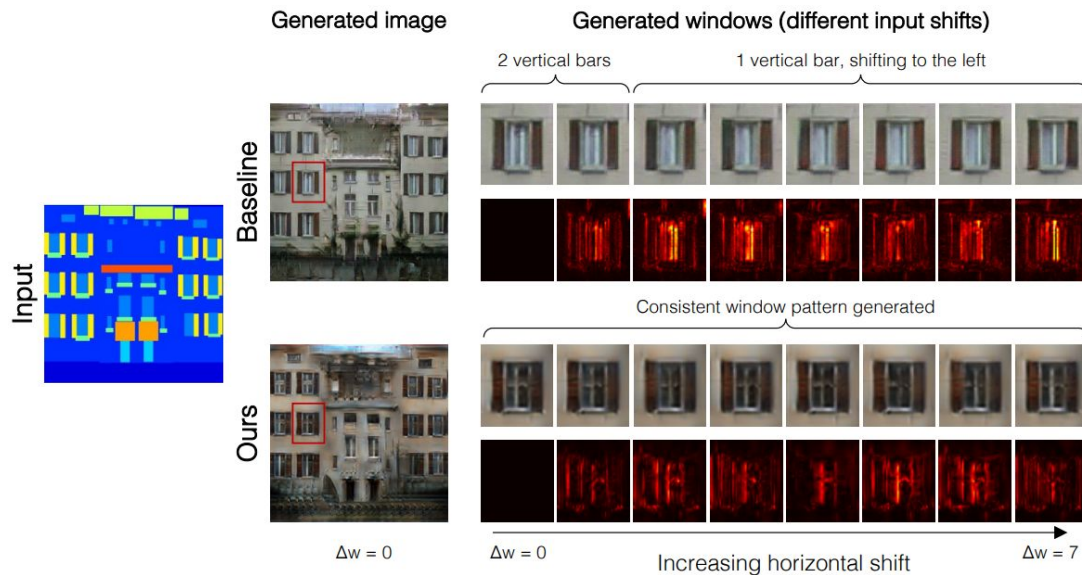 Generated image
Generated windows (different input shifts)
2 vertical bars
1 vertical bar, shifting to the left
Baseline
Input
Consistent window pattern generated
Ours
Δw = 0
Δw = 0
Increasing horizontal shift
Δw = 7